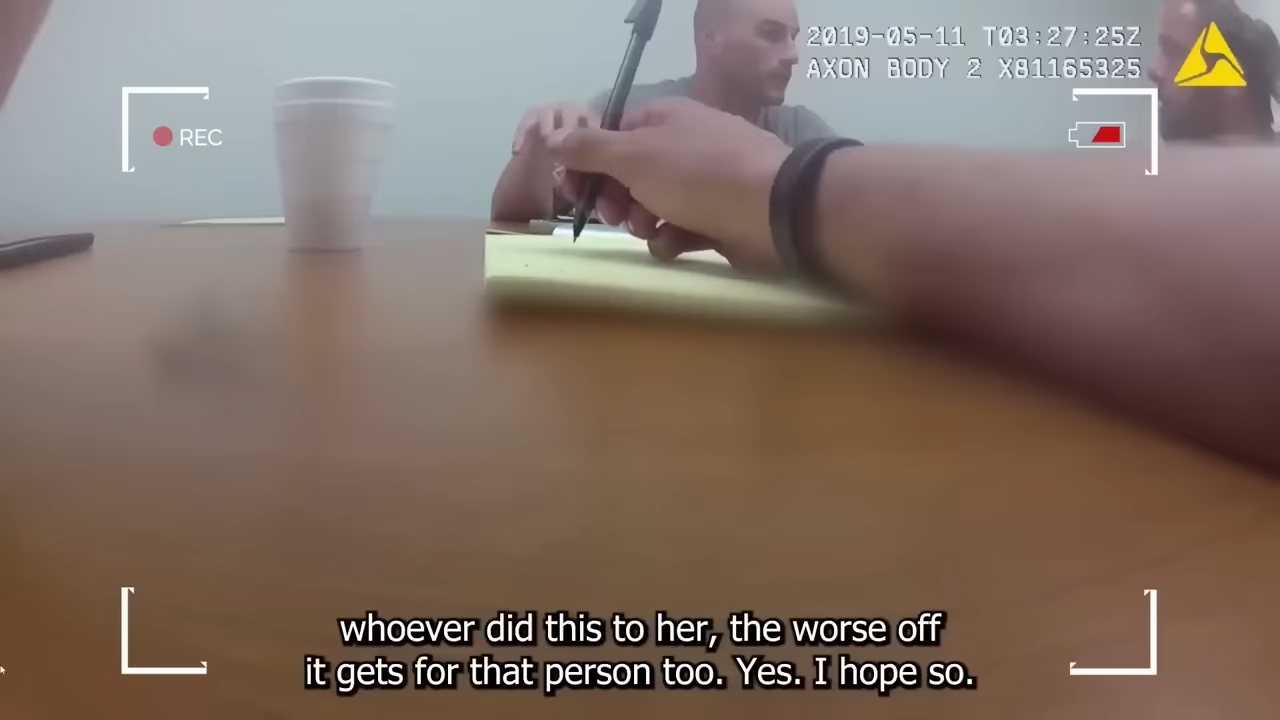 2019-05-11 T03:27:25Z
AXON BODY 2 X81165325
REC
whoever did this to her, the worse off
it gets for that person too. Yes. I hope so.